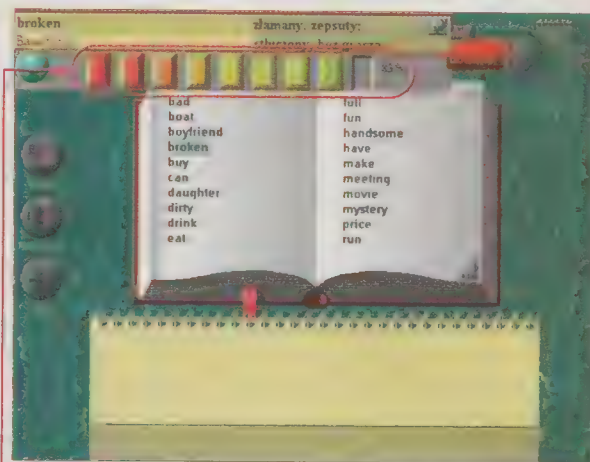 broken
złamany, zepsuty;
bad
boat
boyfriend
broken
buy
can
daughter
dirty
drink
eat
full
fun
handsome
have
make
meeting
movie
mystery
price
run